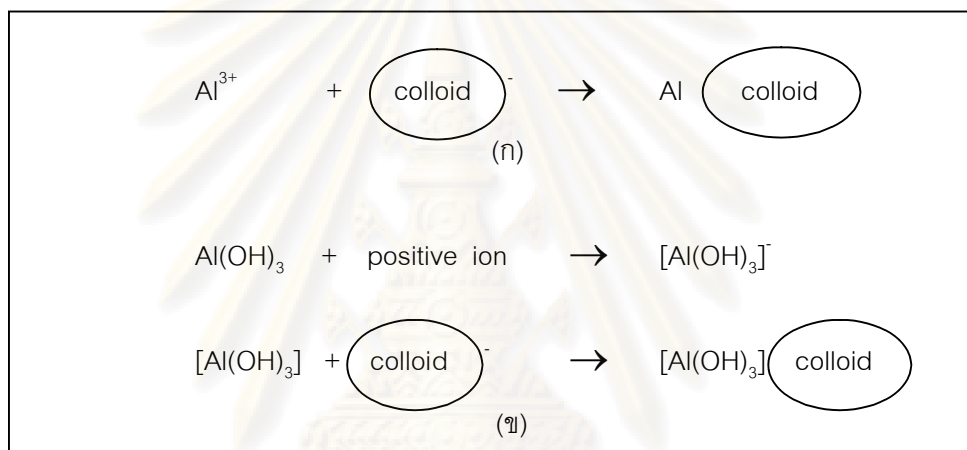 Al³⁺ + colloid ⁻ → Al colloid
(ก)
Al(OH)₃ + positive ion → [Al(OH)₃]⁻
[Al(OH)₃] + colloid ⁻ → [Al(OH)₃] colloid
(ข)